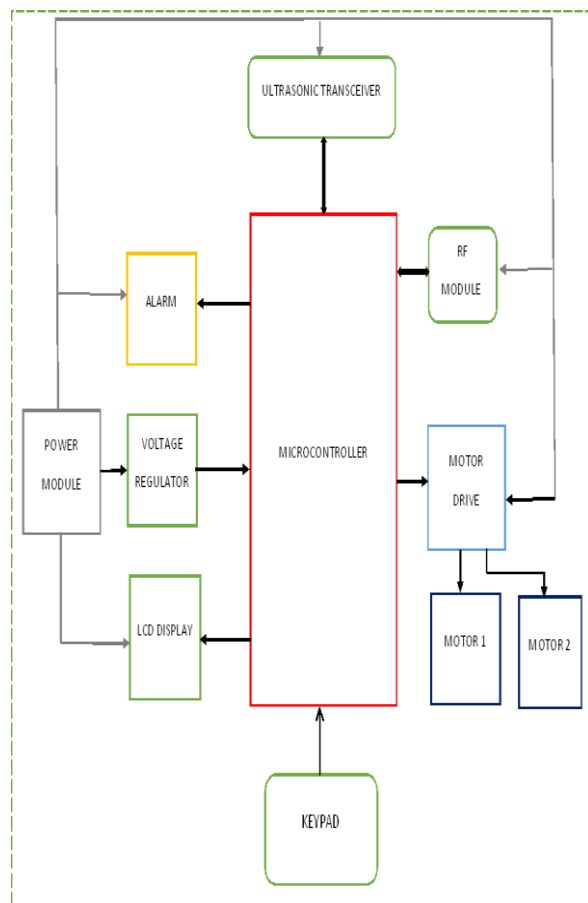 ULTRASONIC TRANSCEIVER
RF
MODULE
ALARM
POWER
MODULE
VOLTAGE
REGULATOR
MICROCONTROLLER
MOTOR
DRIVE
LCD DISPLAY
MOTOR 1
MOTOR 2
KEYPAD